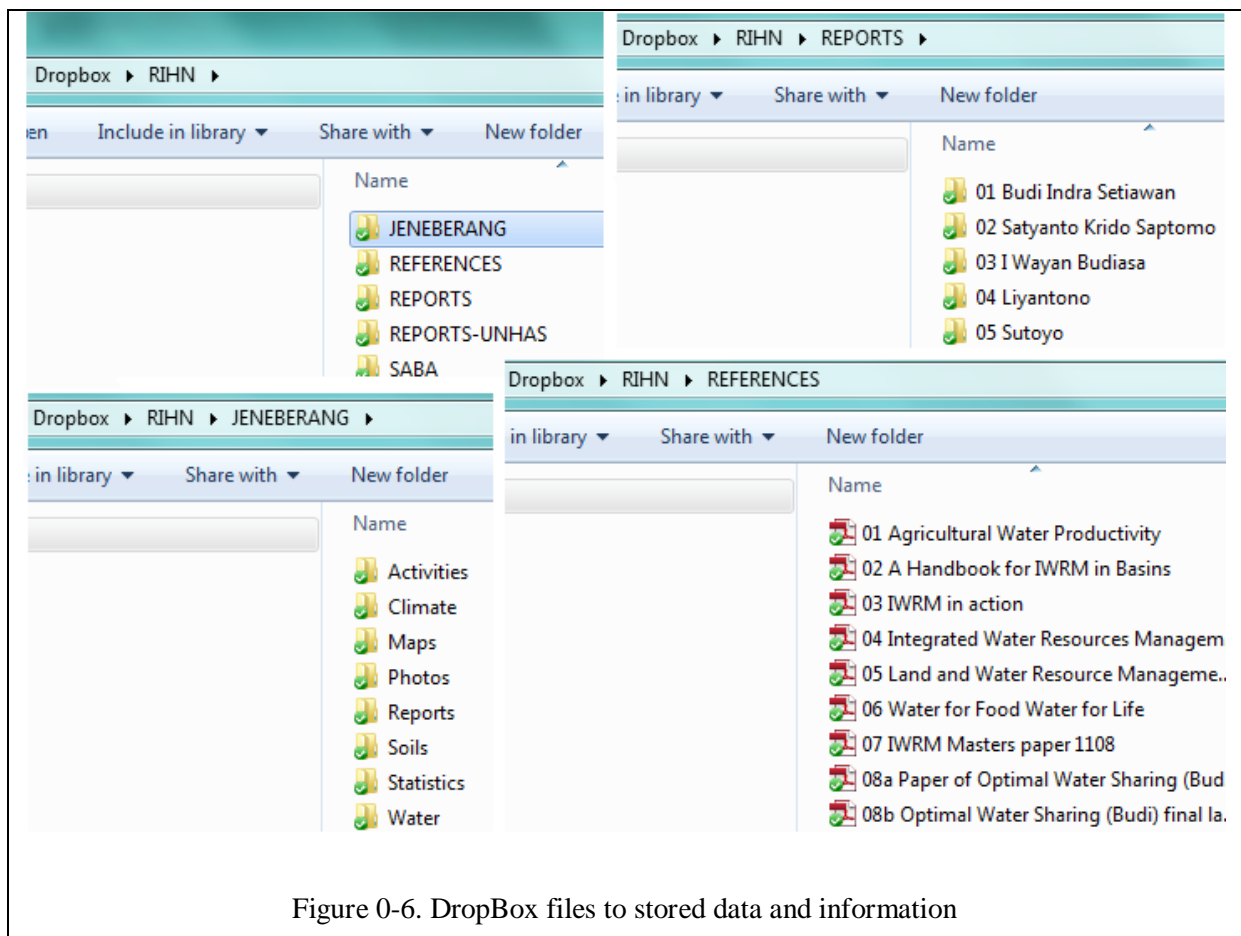 Dropbox ▸ RIHN ▸
Include in library ▼ Share with ▼ New folder
Name
JENEBERANG
REFERENCES
REPORTS
REPORTS-UNHAS
SABA
Dropbox ▸ RIHN ▸ REPORTS ▸
in library ▼ Share with ▼ New folder
Name
01 Budi Indra Setiawan
02 Satyanto Krido Saptomo
03 I Wayan Budiasa
04 Liyantono
05 Sutoyo
Dropbox ▸ RIHN ▸ JENEBERANG ▸
in library ▼ Share with ▼ New folder
Name
Activities
Climate
Maps
Photos
Reports
Soils
Statistics
Water
Dropbox ▸ RIHN ▸ REFERENCES
in library ▼ Share with ▼ New folder
Name
01 Agricultural Water Productivity
02 A Handbook for IWRM in Basins
03 IWRM in action
04 Integrated Water Resources Managem
05 Land and Water Resource Manageme...
06 Water for Food Water for Life
07 IWRM Masters paper 1108
08a Paper of Optimal Water Sharing (Bud
08b Optimal Water Sharing (Budi) final la.
Figure 0-6. DropBox files to stored data and information